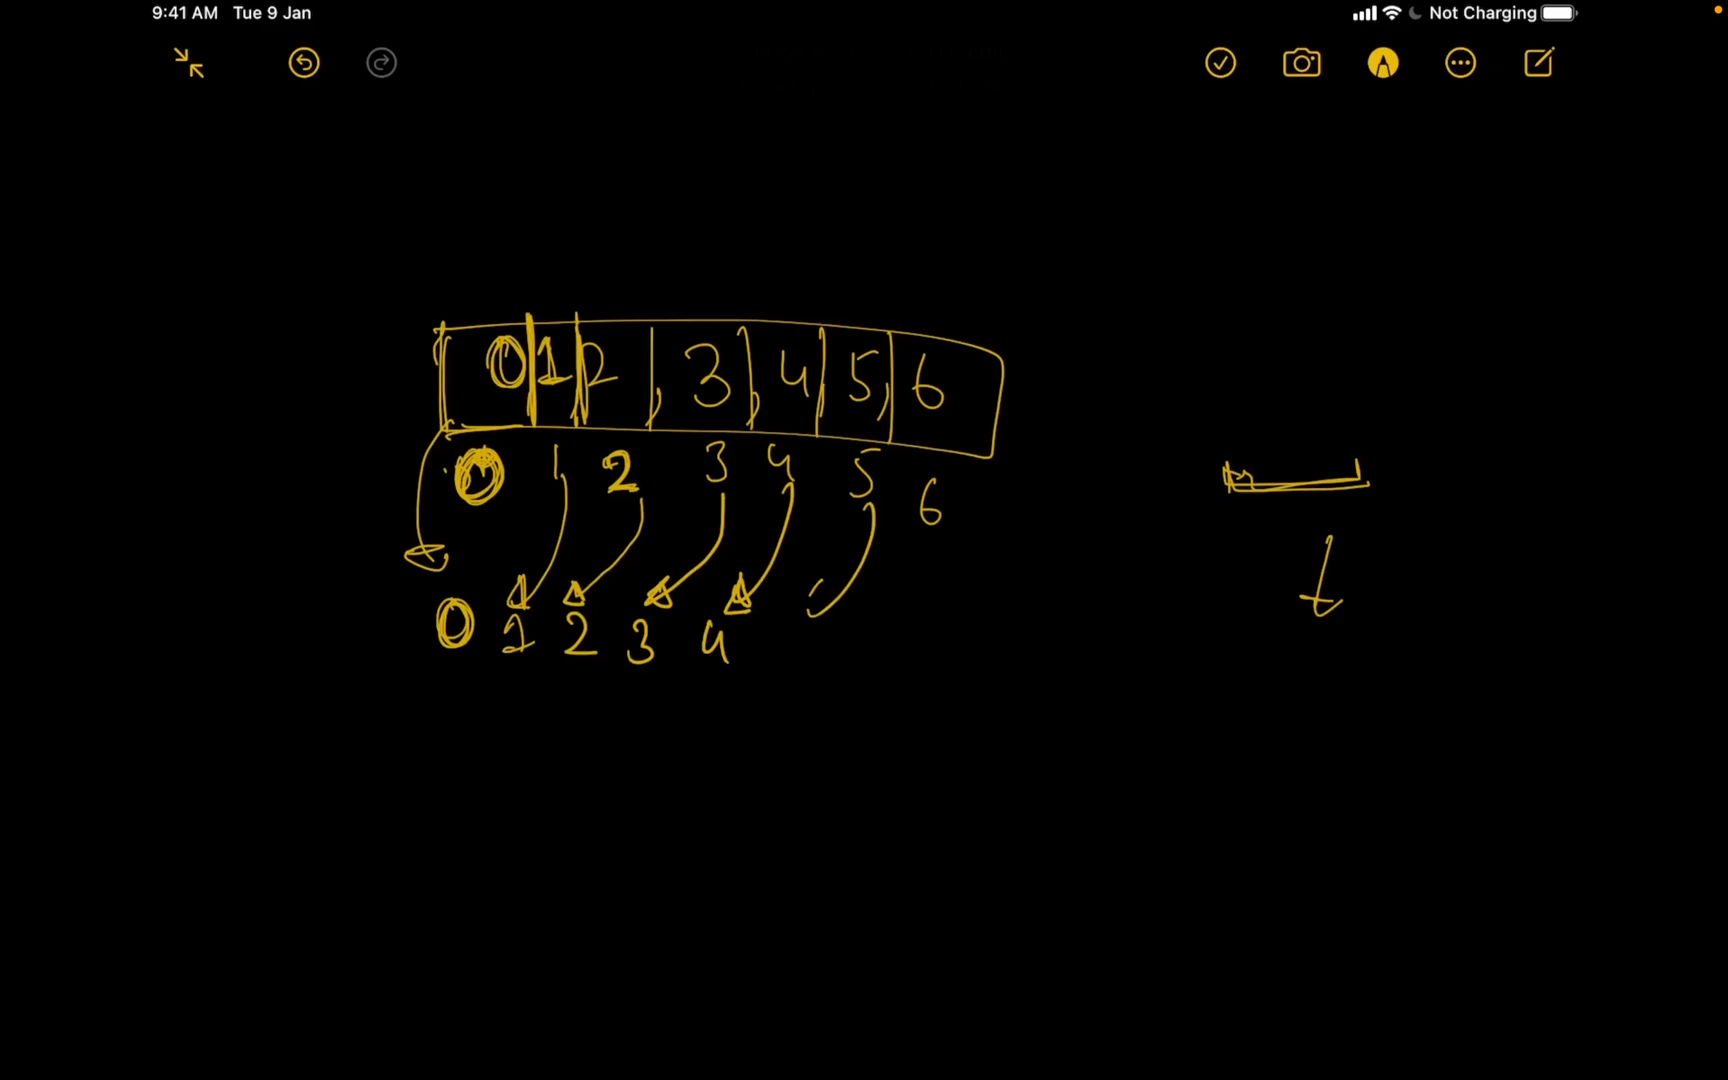 9:41 AM Tue 9 Jan Not Charging
0 1 2 , 3 , 4 , 5 , 6
0 1 2 3 4 5 6
0 1 2 3 4